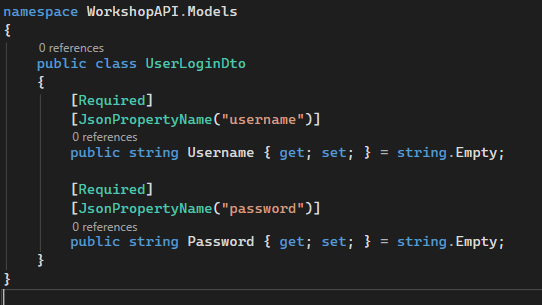 namespace WorkshopAPI.Models
{
0 references
public class UserLoginDto
{
[Required]
[JsonPropertyName("username")]
0 references
public string Username { get; set; } = string.Empty;
[Required]
[JsonPropertyName("password")]
0 references
public string Password { get; set; } = string.Empty;
}
}